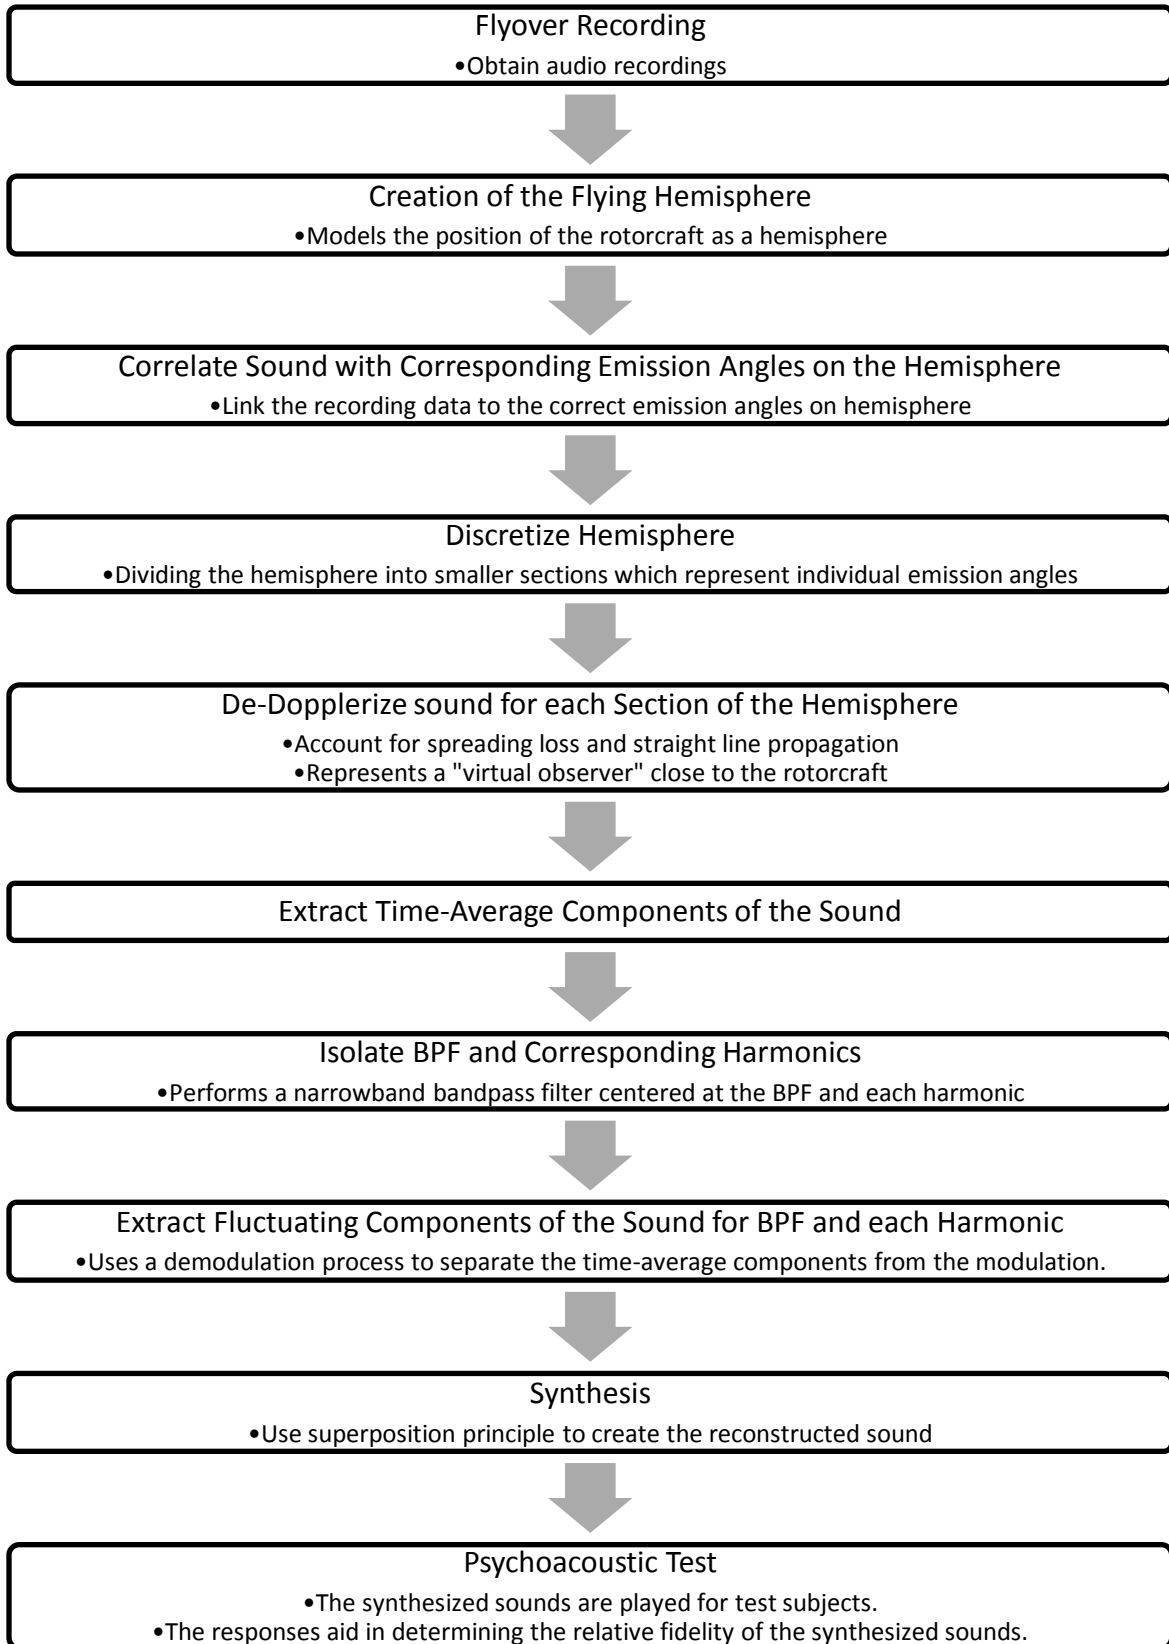 Flyover Recording
•Obtain audio recordings
Creation of the Flying Hemisphere
•Models the position of the rotorcraft as a hemisphere
Correlate Sound with Corresponding Emission Angles on the Hemisphere
•Link the recording data to the correct emission angles on hemisphere
Discretize Hemisphere
•Dividing the hemisphere into smaller sections which represent individual emission angles
De-Dopplerize sound for each Section of the Hemisphere
•Account for spreading loss and straight line propagation
•Represents a "virtual observer" close to the rotorcraft
Extract Time-Average Components of the Sound
Isolate BPF and Corresponding Harmonics
•Performs a narrowband bandpass filter centered at the BPF and each harmonic
Extract Fluctuating Components of the Sound for BPF and each Harmonic
•Uses a demodulation process to separate the time-average components from the modulation.
Synthesis
•Use superposition principle to create the reconstructed sound
Psychoacoustic Test
•The synthesized sounds are played for test subjects.
•The responses aid in determining the relative fidelity of the synthesized sounds.